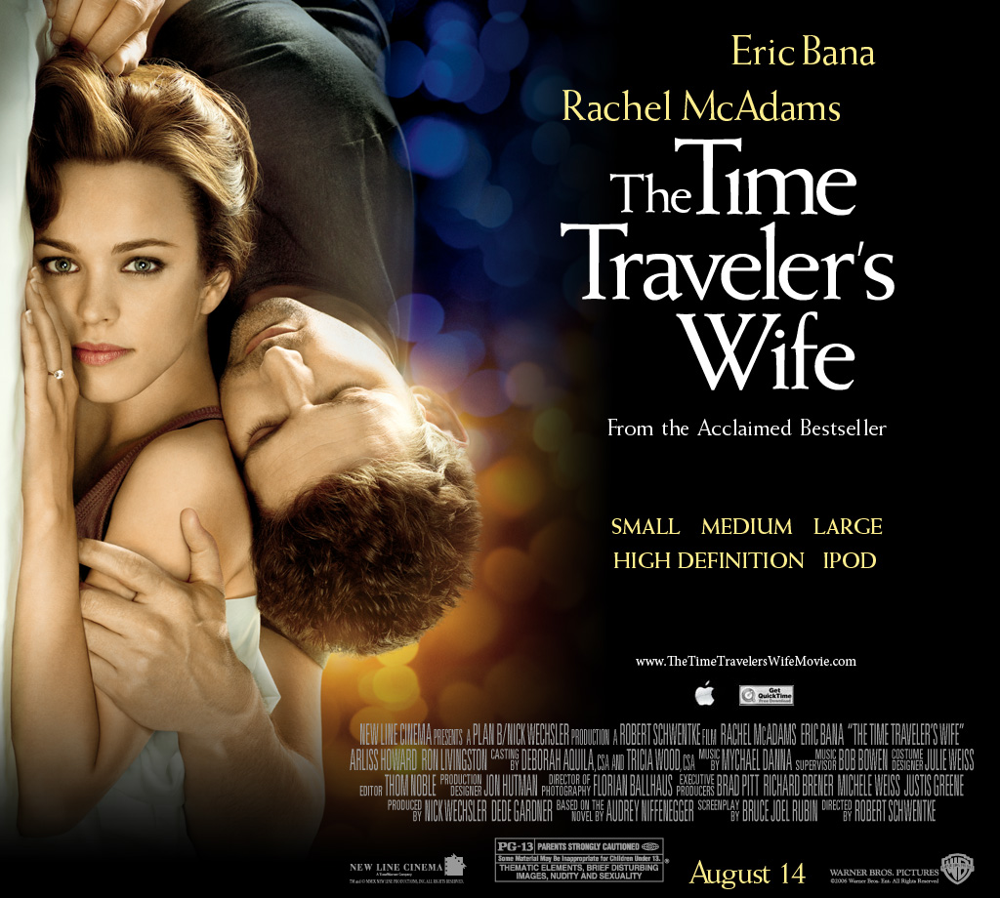 Eric Bana
Rachel McAdams
The Time
Traveler's
Wife
From the Acclaimed Bestseller
SMALL MEDIUM LARGE
HIGH DEFINITION IPOD
www.TheTimeTravelersWifeMovie.com
Get QuickTime Free Download
NEW LINE CINEMA PRESENTS A PLAN B/NICK WECHSLER PRODUCTION A ROBERT SCHWENTKE FILM RACHEL McADAMS ERIC BANA "THE TIME TRAVELER'S WIFE"
ARLISS HOWARD RON LIVINGSTON CASTING BY DEBORAH AQUILA, CSA AND TRICIA WOOD, CSA MUSIC BY MYCHAEL DANNA MUSIC SUPERVISOR BOB BOWEN COSTUME DESIGNER JULIE WEISS
EDITOR THOM NOBLE PRODUCTION DESIGNER JON HUTMAN DIRECTOR OF PHOTOGRAPHY FLORIAN BALLHAUS EXECUTIVE PRODUCERS BRAD PITT RICHARD BRENER MICHELE WEISS JUSTIS GREENE
PRODUCED BY NICK WECHSLER DEDE GARDNER BASED ON THE NOVEL BY AUDREY NIFFENEGGER SCREENPLAY BY BRUCE JOEL RUBIN DIRECTED BY ROBERT SCHWENTKE
PG-13 PARENTS STRONGLY CAUTIONED
Some Material May Be Inappropriate for Children Under 13.
THEMATIC ELEMENTS, BRIEF DISTURBING
IMAGES, NUDITY AND SEXUALITY
NEW LINE CINEMA
A TimeWarner Company
August 14
WARNER BROS. PICTURES
WB